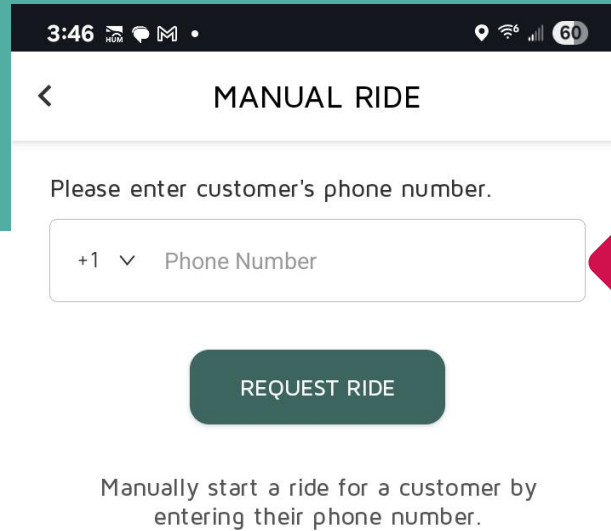 3:46 HUM 60
MANUAL RIDE
Please enter customer's phone number.
+1 Phone Number
REQUEST RIDE
Manually start a ride for a customer by
entering their phone number.